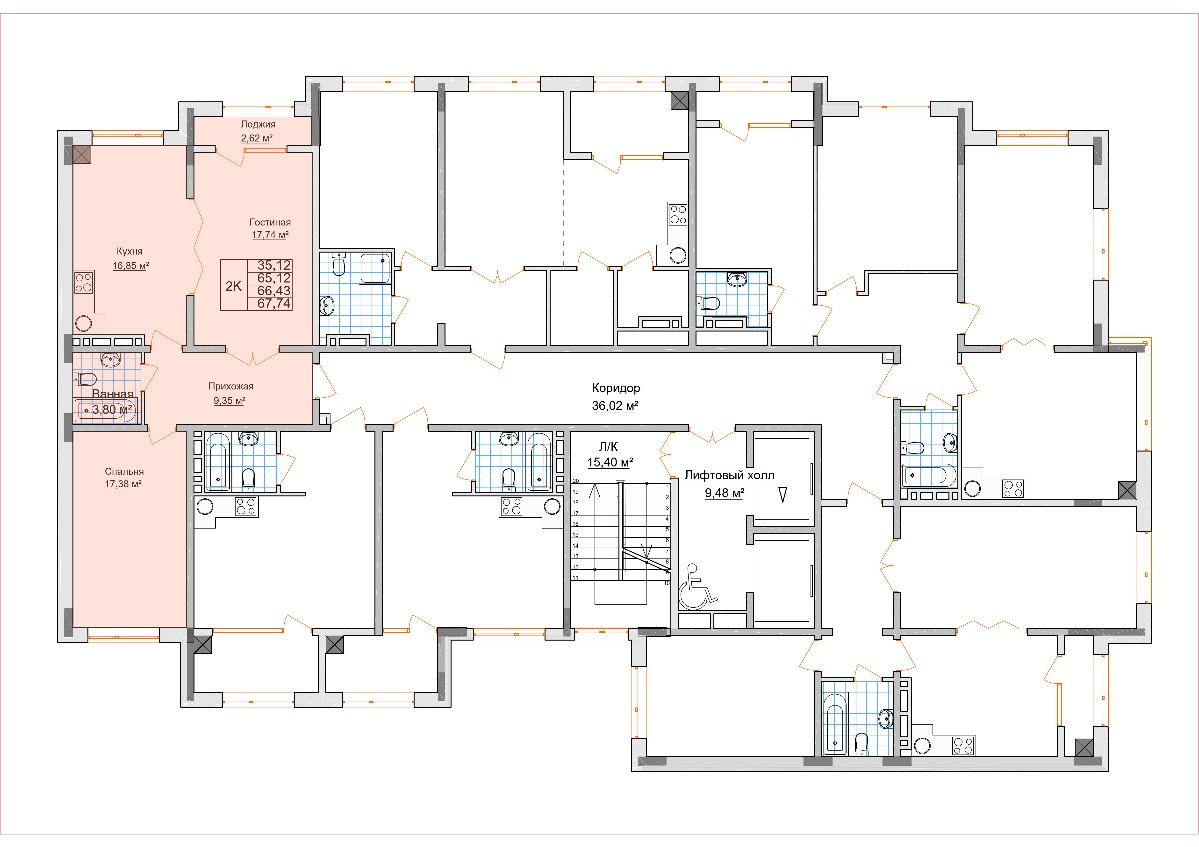 Лоджия
2,62 м²
Гостиная
17,74 м²
Кухня
16,85 м²
2К
35,12
65,12
66,43
67,74
Прихожая
9,35 м²
Ванная
3,80 м²
Коридор
36,02 м²
Спальня
17,38 м²
Л/К
15,40 м²
Лифтовый холл
9,48 м²